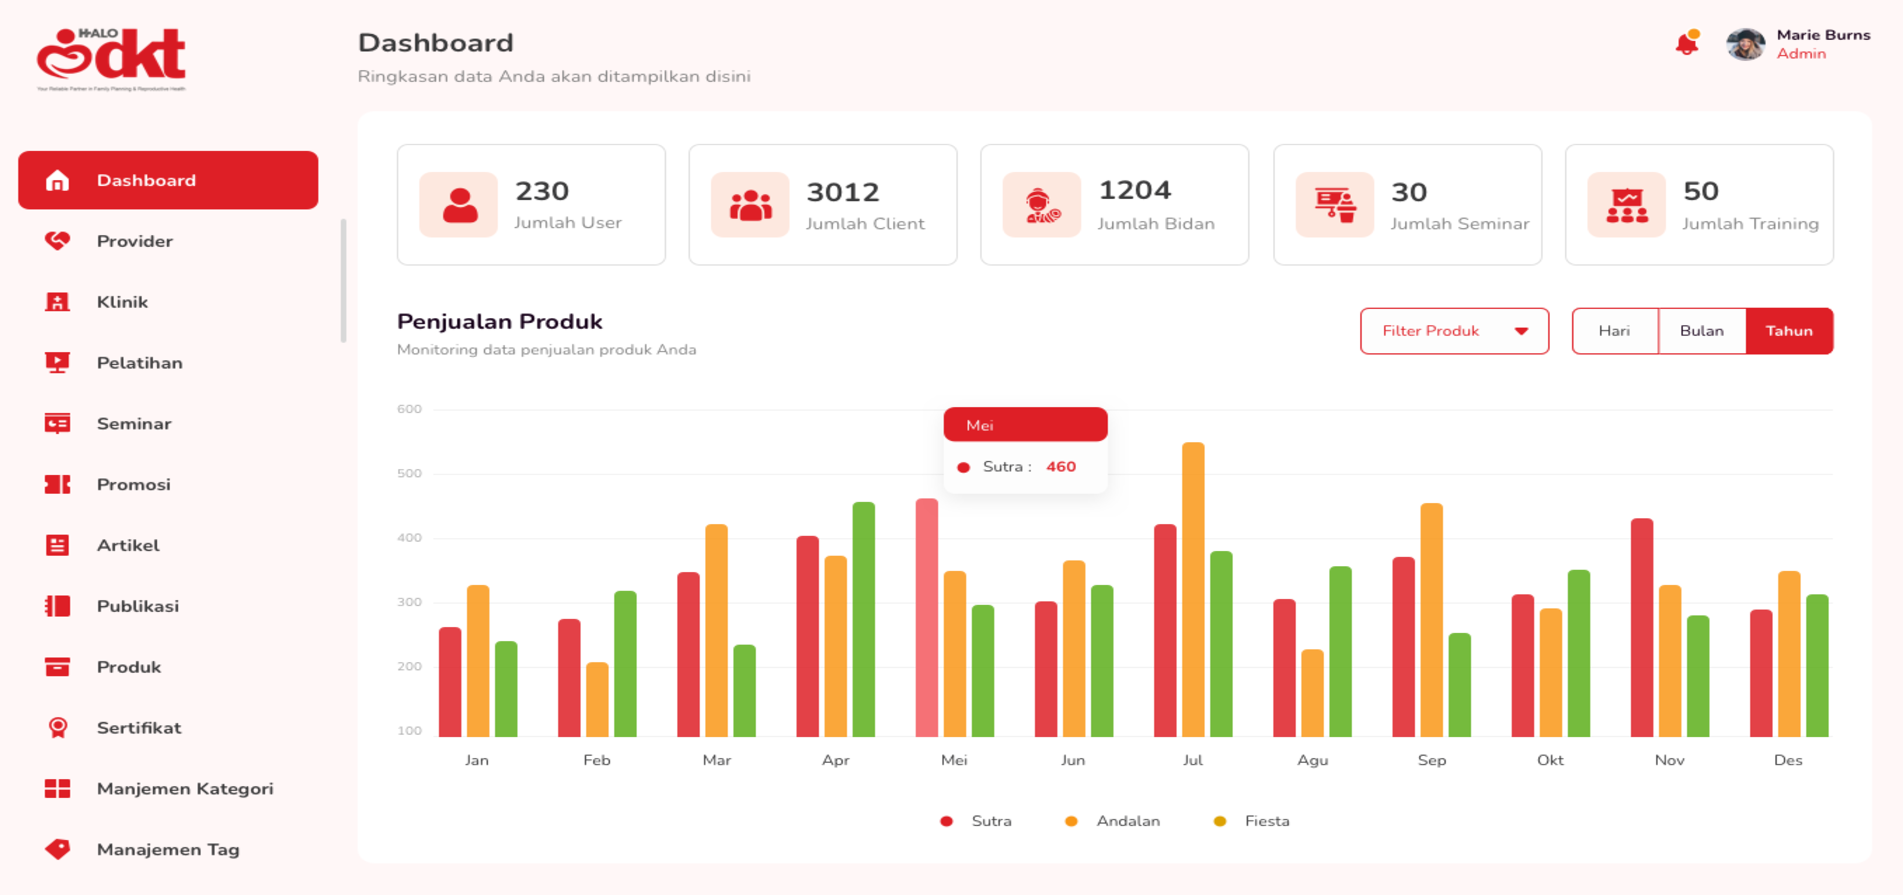 HALO
dkt
Your Reliable Partner in Family Planning & Reproductive Health
Dashboard
Ringkasan data Anda akan ditampilkan disini
Marie Burns
Admin
Dashboard
Provider
Klinik
Pelatihan
Seminar
Promosi
Artikel
Publikasi
Produk
Sertifikat
Manjemen Kategori
Manajemen Tag
230
Jumlah User
3012
Jumlah Client
1204
Jumlah Bidan
30
Jumlah Seminar
50
Jumlah Training
Penjualan Produk
Monitoring data penjualan produk Anda
Filter Produk
Hari
Bulan
Tahun
600
500
400
300
200
100
Mei
Sutra : 460
Jan Feb Mar Apr Mei Jun Jul Agu Sep Okt Nov Des
Sutra Andalan Fiesta